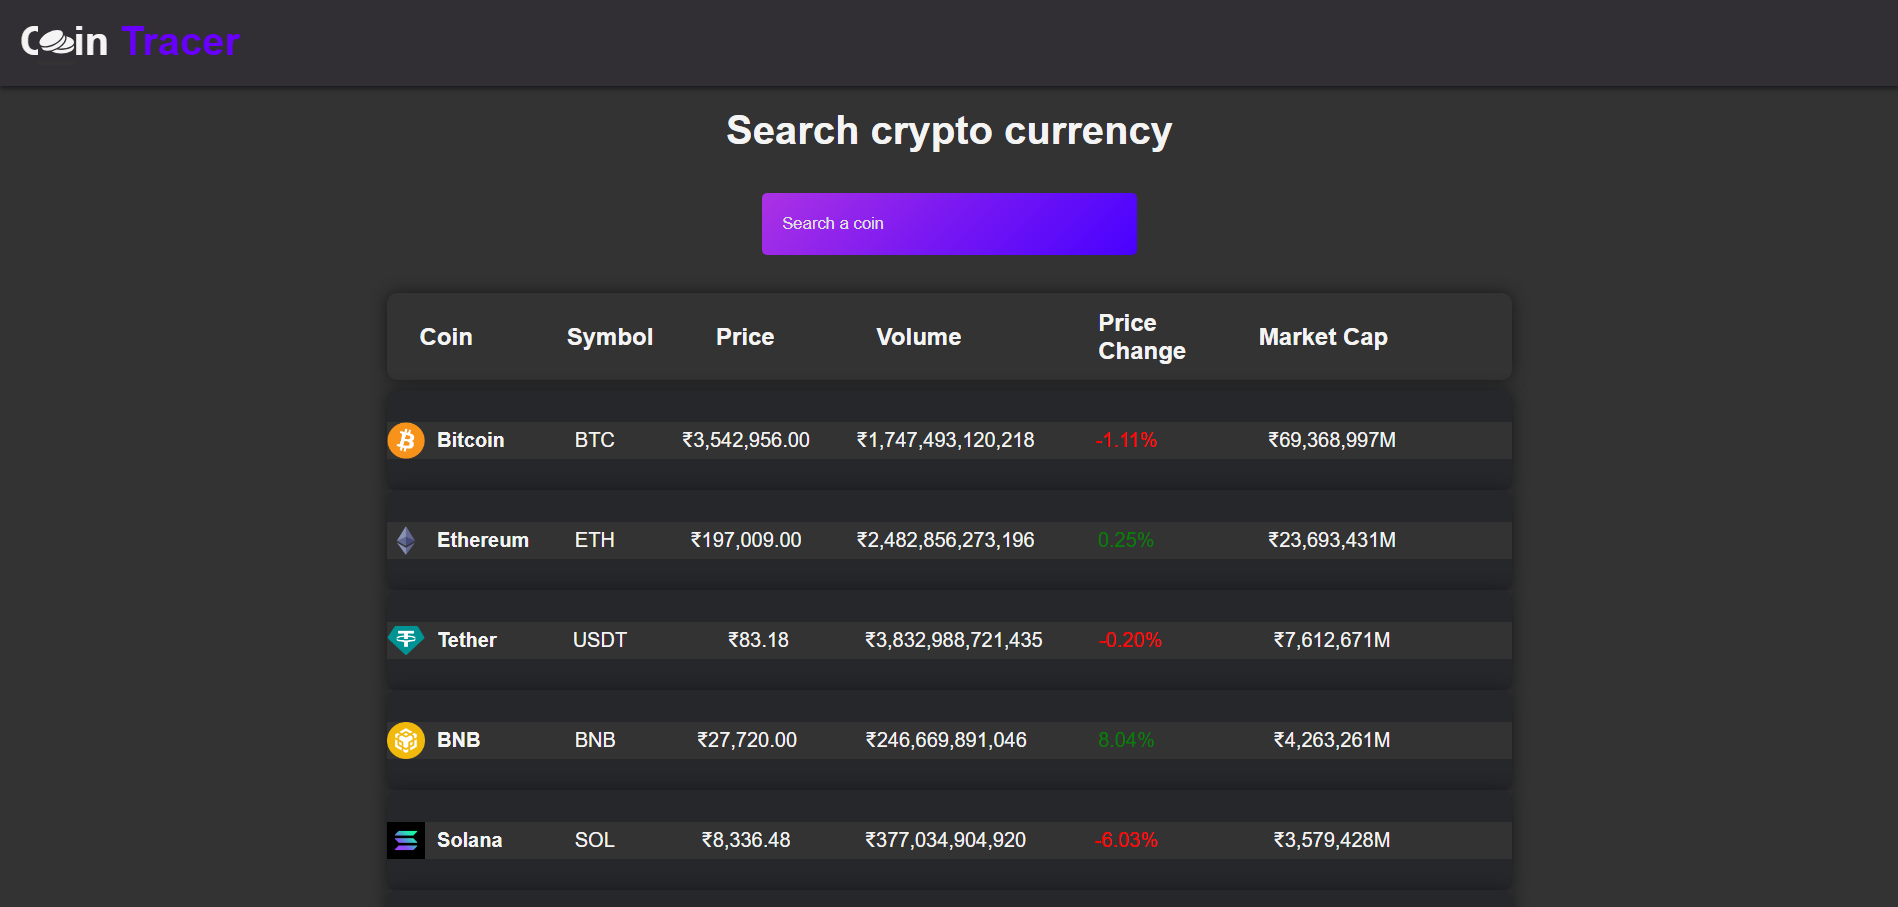 Coin Tracer
Search crypto currency
Search a coin
Coin Symbol Price Volume Price Change Market Cap
Bitcoin BTC ₹3,542,956.00 ₹1,747,493,120,218 -1.11% ₹69,368,997M
Ethereum ETH ₹197,009.00 ₹2,482,856,273,196 0.25% ₹23,693,431M
Tether USDT ₹83.18 ₹3,832,988,721,435 -0.20% ₹7,612,671M
BNB BNB ₹27,720.00 ₹246,669,891,046 8.04% ₹4,263,261M
Solana SOL ₹8,336.48 ₹377,034,904,920 -6.03% ₹3,579,428M